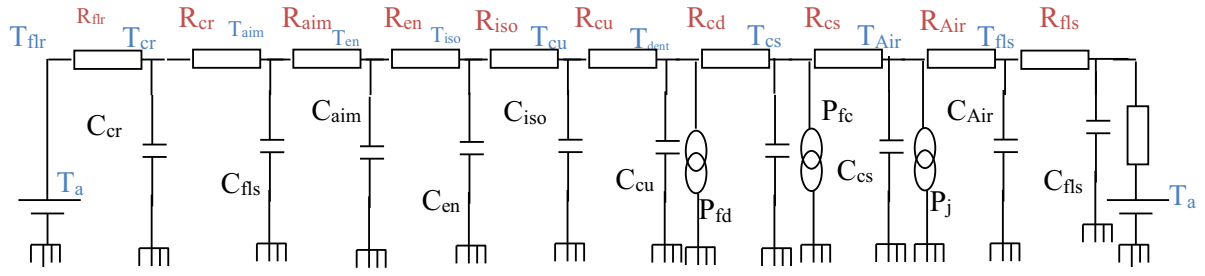 R_flr R_cr R_aim R_en R_iso R_cu R_cd R_cs R_Air R_fls
T_flr T_cr T_aim T_en T_iso T_cu T_dent T_cs T_Air T_fls
C_cr C_aim C_iso P_fc C_Air
T_a C_fls C_en C_cu C_cs C_fls T_a
P_fd P_j